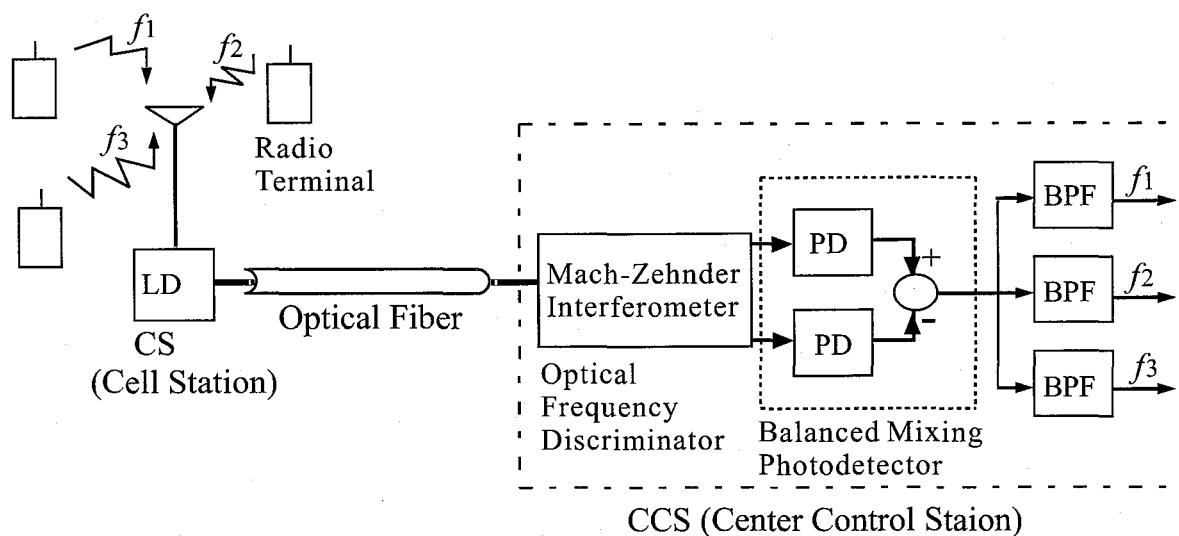 f1
f2
f3
Radio
Terminal
LD
CS
(Cell Station)
Optical Fiber
Mach-Zehnder
Interferometer
Optical
Frequency
Discriminator
PD
PD
+
-
Balanced Mixing
Photodetector
BPF
f1
BPF
f2
BPF
f3
CCS (Center Control Staion)